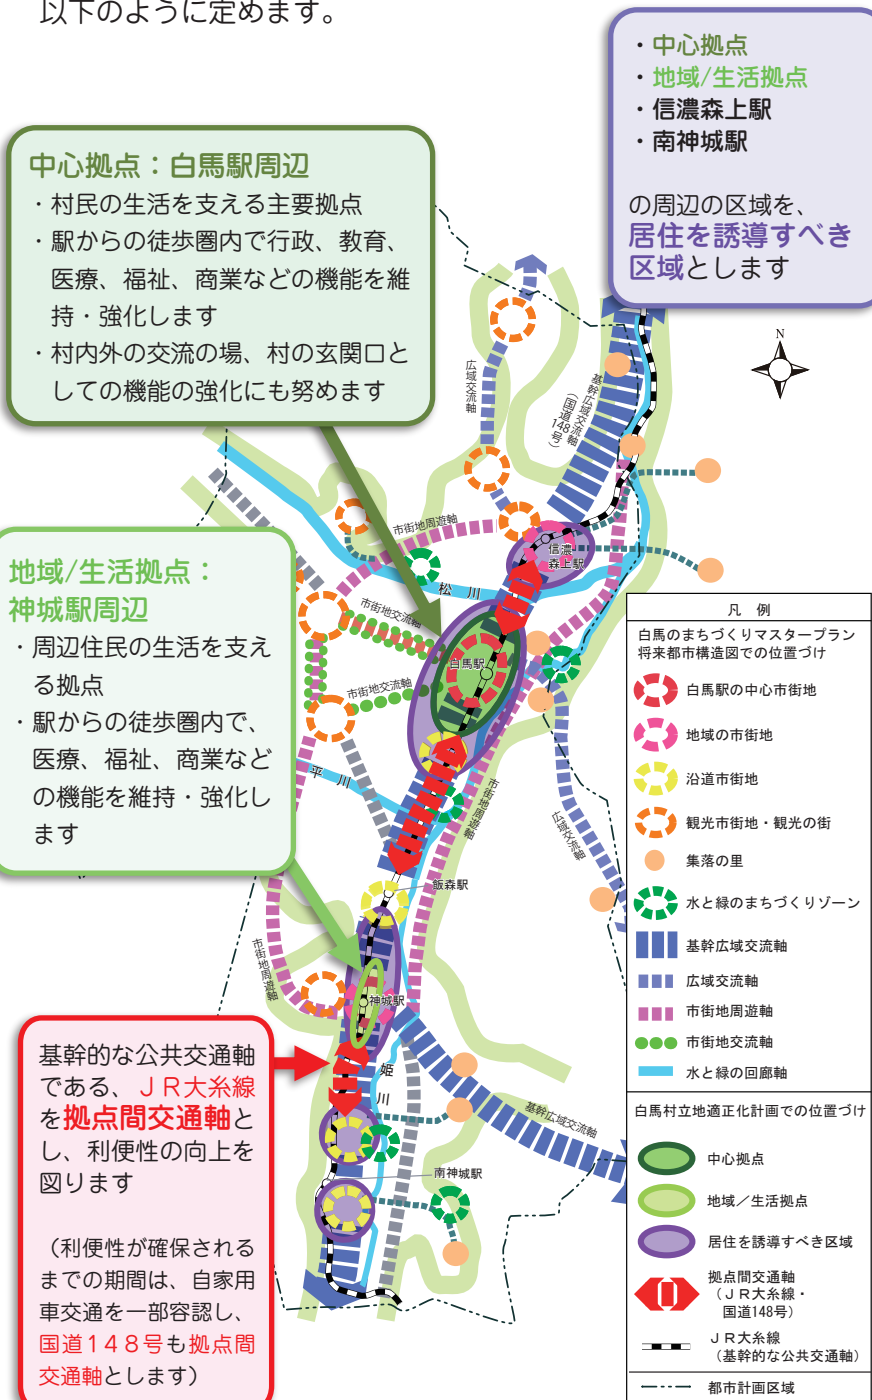 以下のように定めます。
・中心拠点
・地域/生活拠点
・信濃森上駅
・南神城駅
の周辺の区域を、
居住を誘導すべき
区域とします
中心拠点：白馬駅周辺
・村民の生活を支える主要拠点
・駅からの徒歩圏内で行政、教育、
医療、福祉、商業などの機能を維
持・強化します
・村内外の交流の場、村の玄関口と
しての機能の強化にも努めます
N
広域交流軸
基幹広域交流軸
（国道148号）
市街地周遊軸
信濃
森上駅
松川
地域/生活拠点：
神城駅周辺
・周辺住民の生活を支え
る拠点
・駅からの徒歩圏内で、
医療、福祉、商業など
の機能を維持・強化し
ます
市街地交流軸
白馬駅
市街地交流軸
平川
市街地周遊軸
広域交流軸
飯森駅
市街地周遊軸
神城駅
姫川
基幹広域交流軸
南神城駅
基幹的な公共交通軸
である、ＪＲ大糸線
を拠点間交通軸と
し、利便性の向上を
図ります
（利便性が確保される
までの期間は、自家用
車交通を一部容認し、
国道１４８号も拠点間
交通軸とします）
凡 例
白馬のまちづくりマスタープラン
将来都市構造図での位置づけ
白馬駅の中心市街地
地域の市街地
沿道市街地
観光市街地・観光の街
集落の里
水と緑のまちづくりゾーン
基幹広域交流軸
広域交流軸
市街地周遊軸
市街地交流軸
水と緑の回廊軸
白馬村立地適正化計画での位置づけ
中心拠点
地域／生活拠点
居住を誘導すべき区域
拠点間交通軸
（ＪＲ大糸線・
国道148号）
ＪＲ大糸線
（基幹的な公共交通軸）
都市計画区域